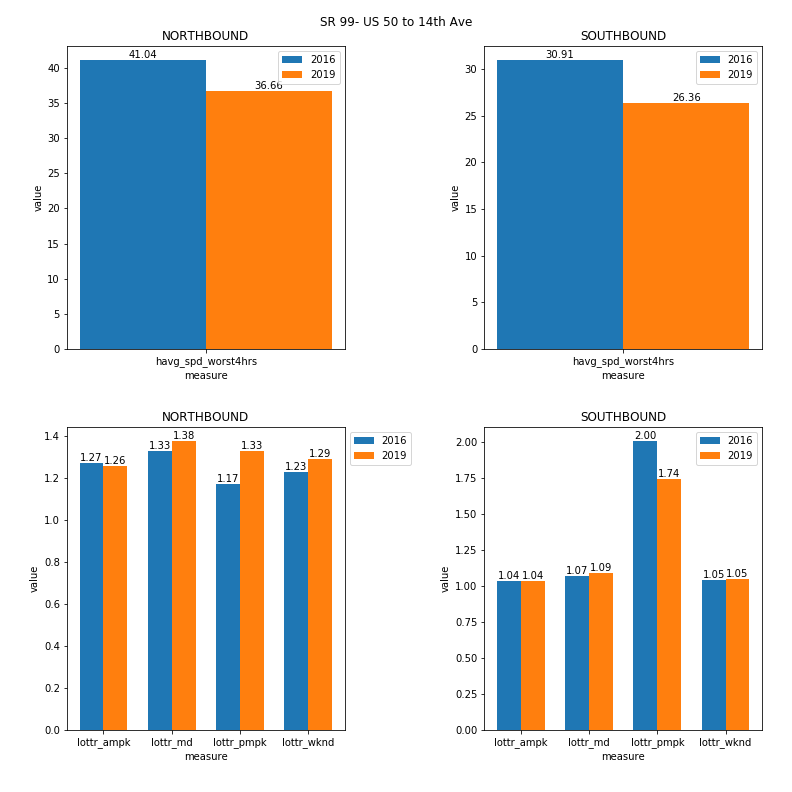 SR 99- US 50 to 14th Ave
NORTHBOUND
41.04
36.66
2016
2019
40
35
30
25
20
15
10
5
0
value
havg_spd_worst4hrs
measure
SOUTHBOUND
30.91
26.36
2016
2019
30
25
20
15
10
5
0
value
havg_spd_worst4hrs
measure
NORTHBOUND
2016
2019
1.27 1.26 1.33 1.38 1.17 1.33 1.23 1.29
1.4
1.2
1.0
0.8
0.6
0.4
0.2
0.0
value
lottr_ampk lottr_md lottr_pmpk lottr_wknd
measure
SOUTHBOUND
2016
2019
1.04 1.04 1.07 1.09 2.00 1.74 1.05 1.05
2.00
1.75
1.50
1.25
1.00
0.75
0.50
0.25
0.00
value
lottr_ampk lottr_md lottr_pmpk lottr_wknd
measure